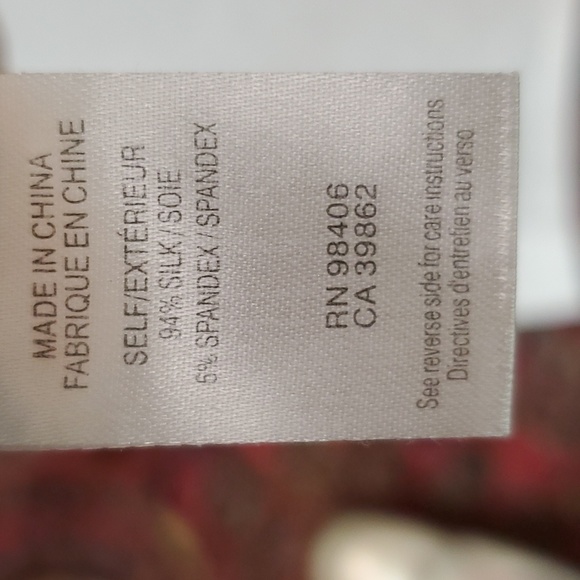 MADE IN CHINA
FABRIQUE EN CHINE
SELF/EXTÉRIEUR
94% SILK / SOIE
6% SPANDEX / SPANDEX
RN 98406
CA 39862
See reverse side for care instructions
Directives d'entretien au verso